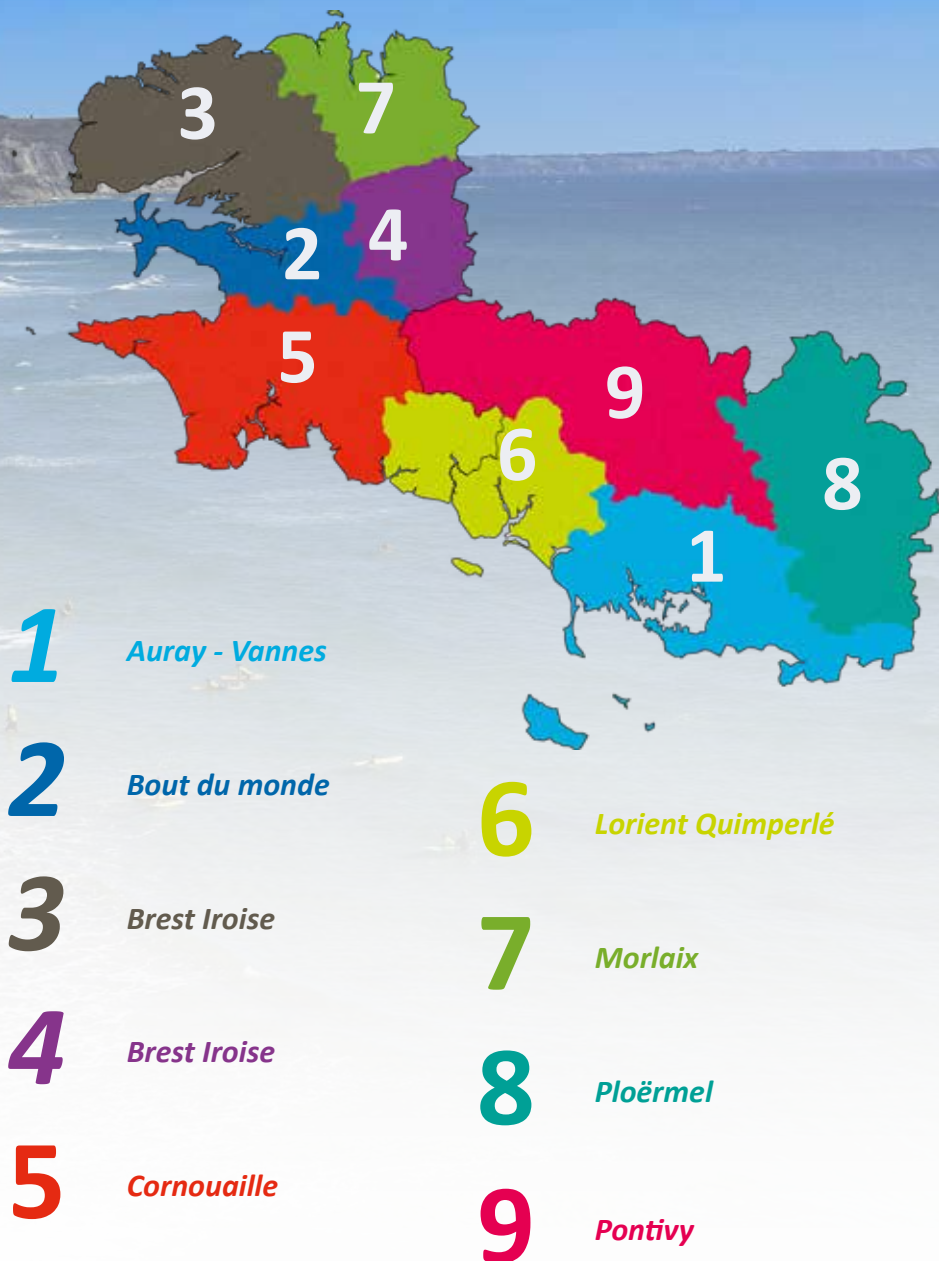 3
7
2
4
5
9
6
8
1
1 Auray - Vannes
2 Bout du monde
3 Brest Iroise
4 Brest Iroise
5 Cornouaille
6 Lorient Quimperlé
7 Morlaix
8 Ploërmel
9 Pontivy